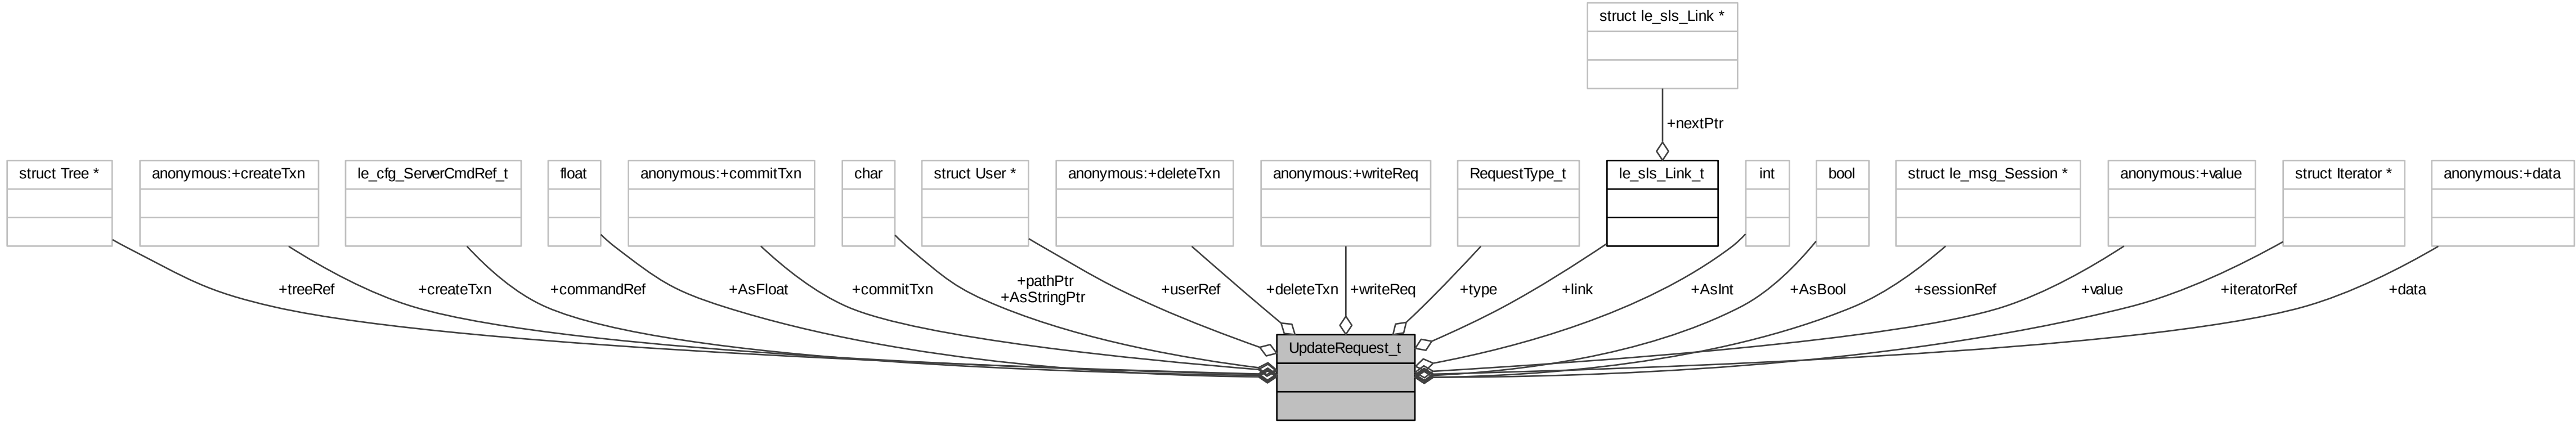 struct le_sls_Link *
+nextPtr
struct Tree *
anonymous:+createTxn
le_cfg_ServerCmdRef_t
float
anonymous:+commitTxn
char
struct User *
anonymous:+deleteTxn
anonymous:+writeReq
RequestType_t
le_sls_Link_t
int
bool
struct le_msg_Session *
anonymous:+value
struct Iterator *
anonymous:+data
+treeRef
+createTxn
+commandRef
+AsFloat
+commitTxn
+pathPtr
+AsStringPtr
+userRef
+deleteTxn
+writeReq
+type
+link
+AsInt
+AsBool
+sessionRef
+value
+iteratorRef
+data
UpdateRequest_t